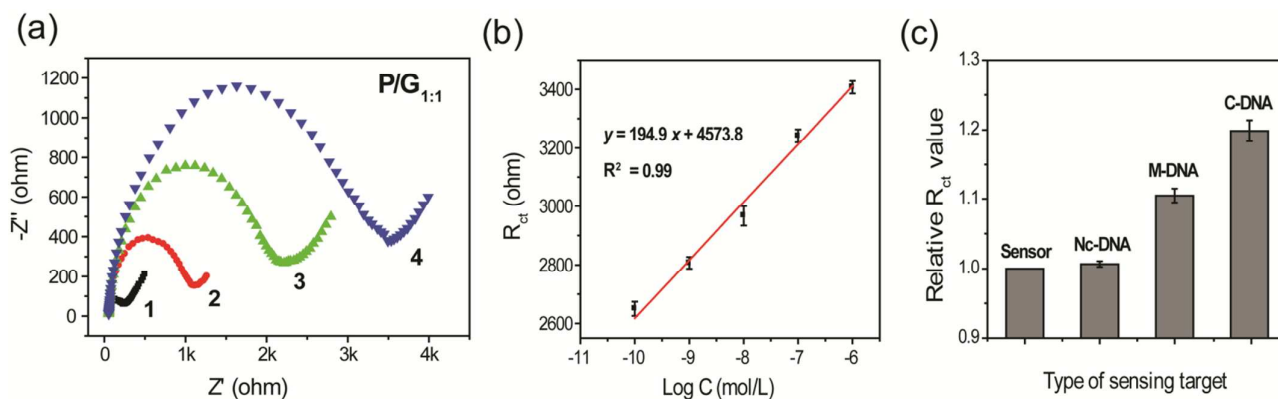 (a)
P/G1:1
1200
1000
800
600
400
200
0
-Z'' (ohm)
1
2
3
4
0
1k
2k
3k
4k
Z' (ohm)
(b)
3400
3200
3000
2800
2600
Rct (ohm)
y = 194.9 x + 4573.8
R² = 0.99
-11
-10
-9
-8
-7
-6
Log C (mol/L)
(c)
1.3
1.2
1.1
1.0
0.9
Relative Rct value
Sensor
Nc-DNA
M-DNA
C-DNA
Type of sensing target